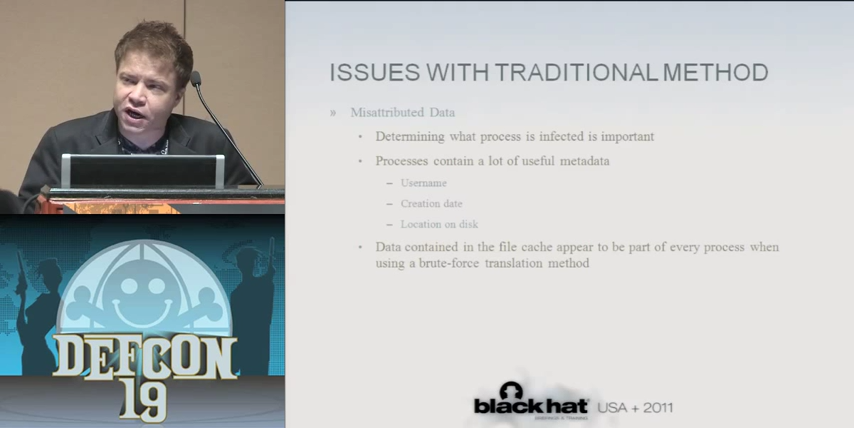 ISSUES WITH TRADITIONAL METHOD
» Misattributed Data
• Determining what process is infected is important
• Processes contain a lot of useful metadata
– Username
– Creation date
– Location on disk
• Data contained in the file cache appear to be part of every process when
using a brute-force translation method
DEFCON
19
black hat USA + 2011